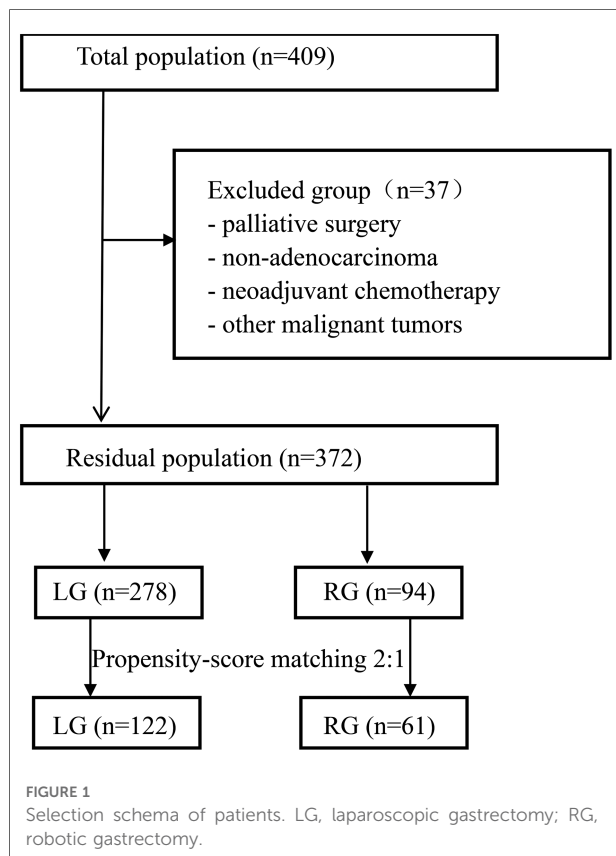 Total population (n=409)
Excluded group（n=37）
- palliative surgery
- non-adenocarcinoma
- neoadjuvant chemotherapy
- other malignant tumors
Residual population (n=372)
LG (n=278)
RG (n=94)
Propensity-score matching 2:1
LG (n=122)
RG (n=61)
FIGURE 1
Selection schema of patients. LG, laparoscopic gastrectomy; RG,
robotic gastrectomy.